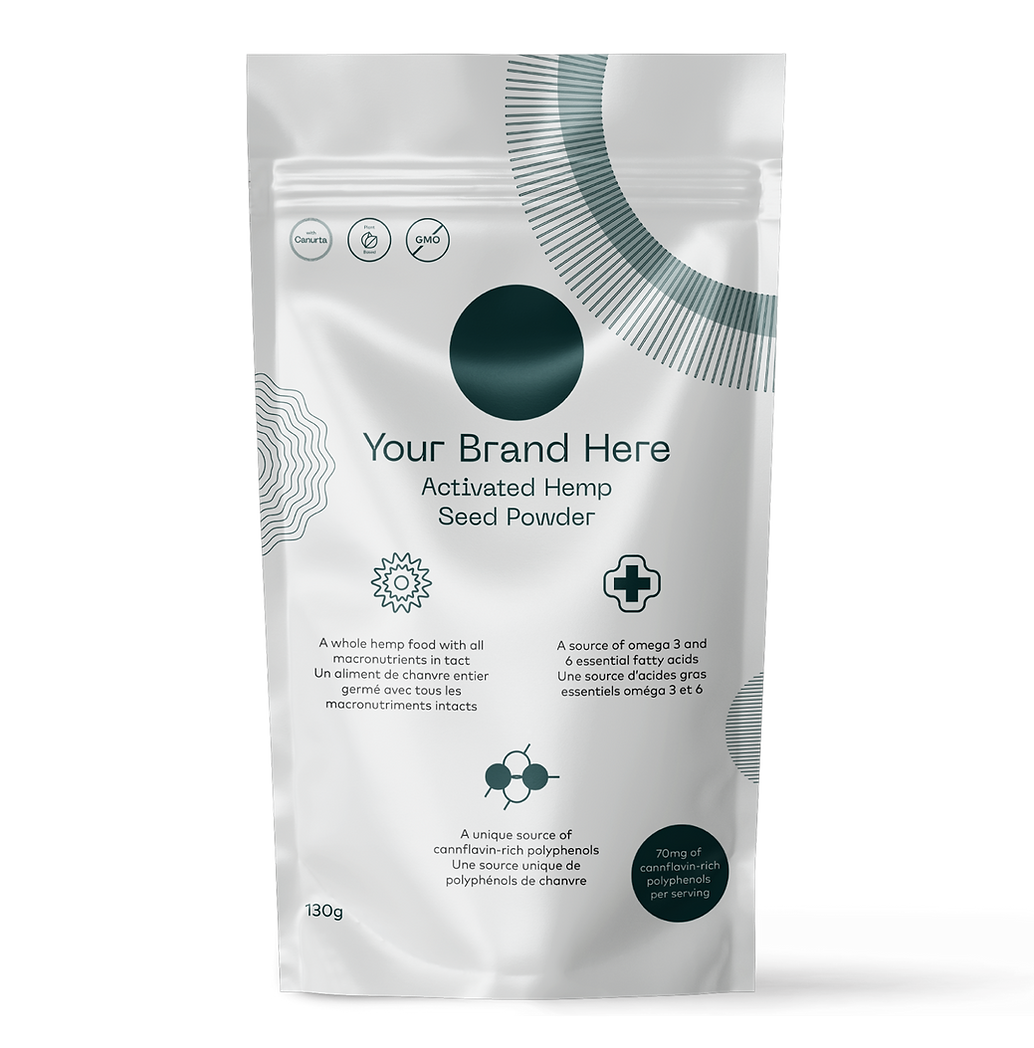 with
Canurta
Plant
Based
GMO
Your Brand Here
Activated Hemp
Seed Powder
A whole hemp food with all
macronutrients in tact
Un aliment de chanvre entier
germé avec tous les
macronutriments intacts
A source of omega 3 and
6 essential fatty acids
Une source d'acides gras
essentiels oméga 3 et 6
A unique source of
cannflavin-rich polyphenols
Une source unique de
polyphénols de chanvre
70mg of
cannflavin-rich
polyphenols
per serving
130g